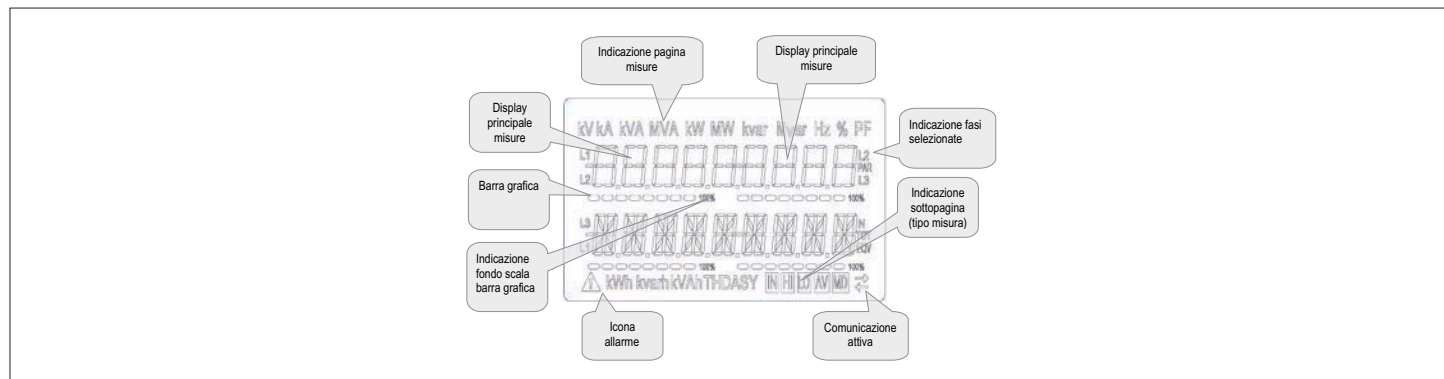 Indicazione pagina
misure
Display principale
misure
Display
principale
misure
Indicazione fasi
selezionate
kV kA kVA MVA kW MW kvar Mvar Hz % PF
L1
L2
L2
PAR
L3
Barra grafica
100%
100%
Indicazione
sottopagina
(tipo misura)
L3
N
L1
EQV
Indicazione
fondo scala
barra grafica
100%
100%
kWh kvarh kVAh THD ASY IN HI LO AV MD
Icona
allarme
Comunicazione
attiva